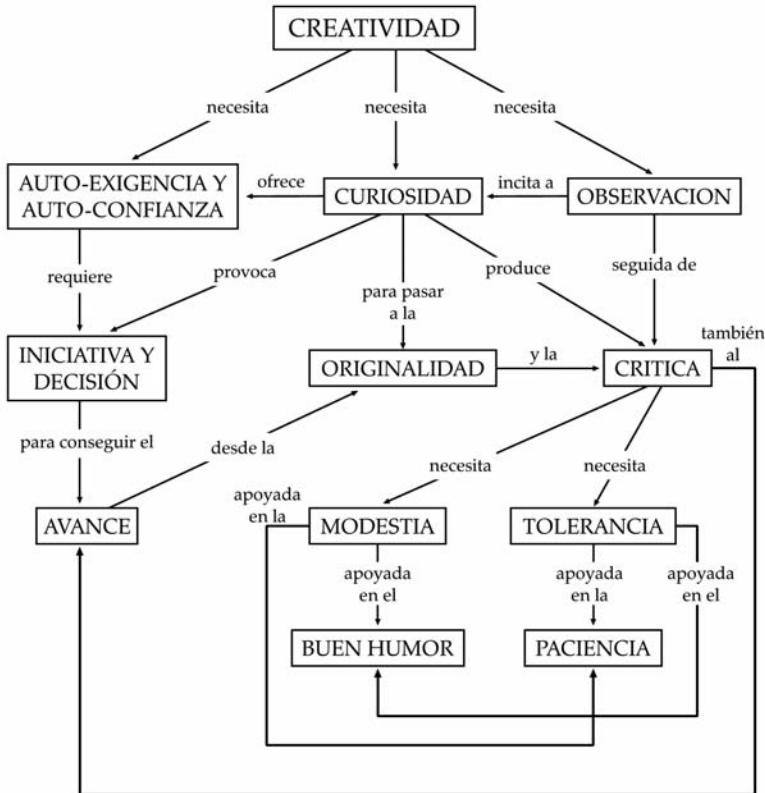 CREATIVIDAD
necesita
necesita
necesita
AUTO-EXIGENCIA Y
AUTO-CONFIANZA
ofrece
CURIOSIDAD
incita a
OBSERVACION
requiere
provoca
para pasar
a la
produce
seguida de
también
al
INICIATIVA Y
DECISIÓN
ORIGINALIDAD
y la
CRITICA
para conseguir el
desde la
necesita
necesita
AVANCE
apoyada
en la
MODESTIA
TOLERANCIA
apoyada
en el
apoyada
en la
apoyada
en el
BUEN HUMOR
PACIENCIA